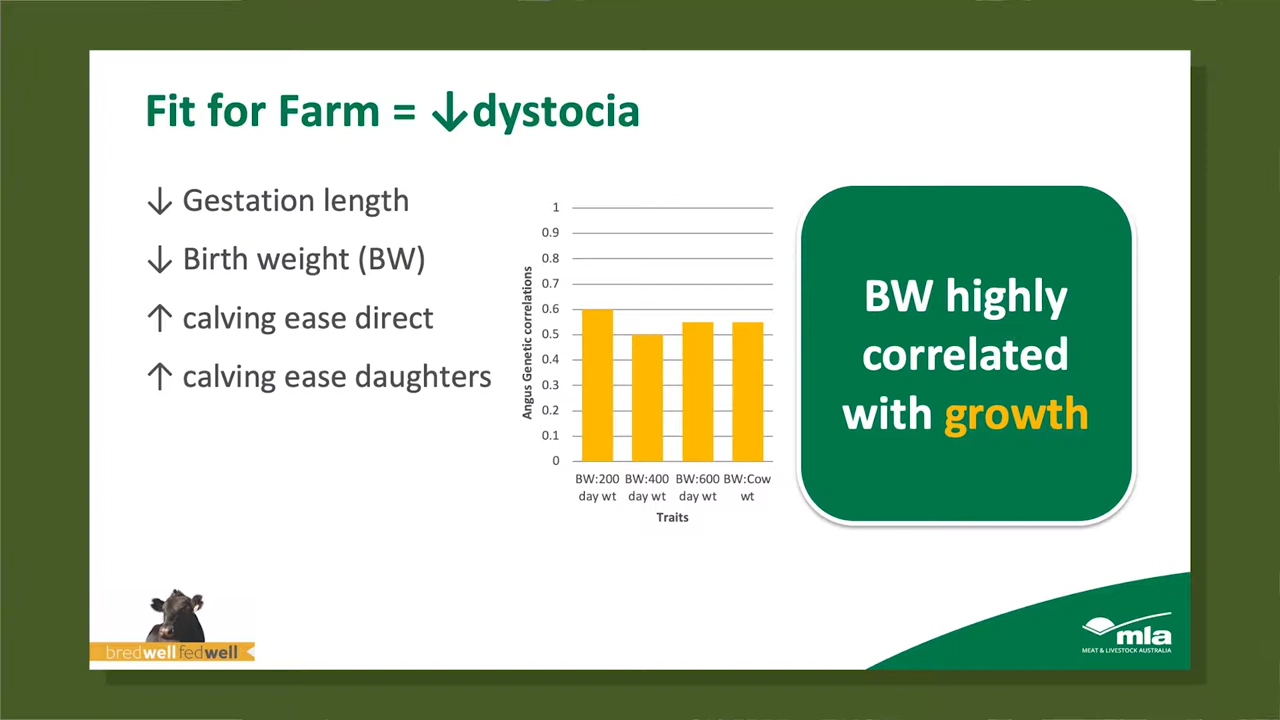 Fit for Farm = ↓dystocia
↓ Gestation length
↓ Birth weight (BW)
↑ calving ease direct
↑ calving ease daughters
Angus Genetic correlations
1
0.9
0.8
0.7
0.6
0.5
0.4
0.3
0.2
0.1
0
BW:200 BW:400 BW:600 BW:Cow
day wt day wt day wt wt
Traits
BW highly
correlated
with growth
bredwellfedwell
mla
MEAT & LIVESTOCK AUSTRALIA